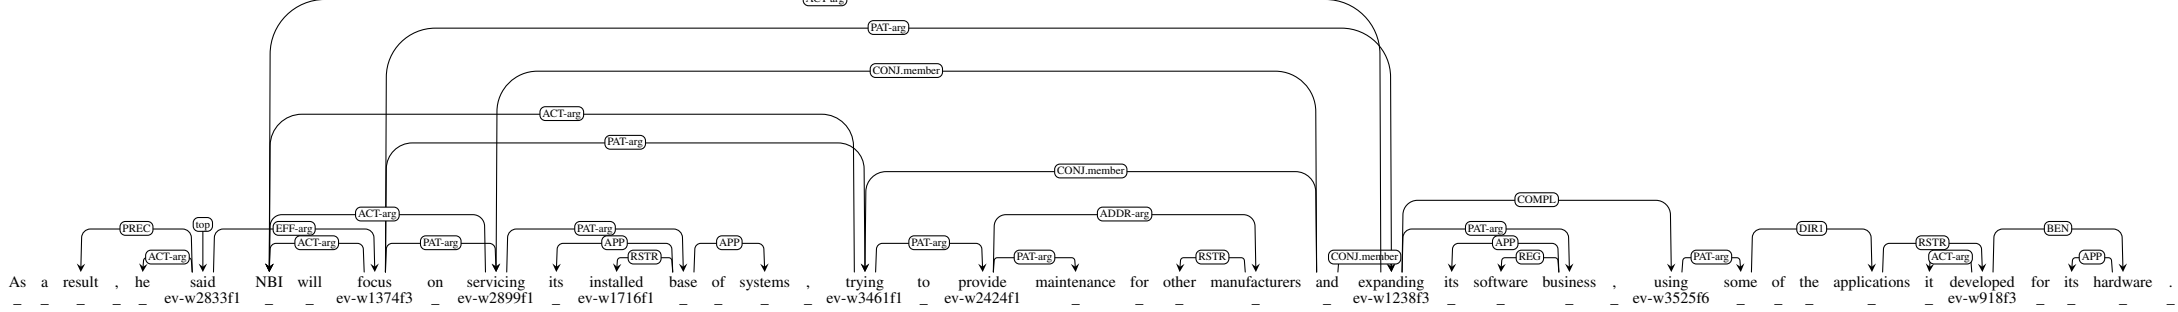 ACT-arg
PAT-arg
CONJ.member
ACT-arg
PAT-arg
CONJ.member
COMPL
ACT-arg ADDR-arg
PREC top EFF-arg PAT-arg PAT-arg DIR1 BEN
ACT-arg PAT-arg APP APP PAT-arg APP RSTR
ACT-arg RSTR PAT-arg RSTR CONJ.member REG PAT-arg ACT-arg APP
As a result , he said NBI will focus on servicing its installed base of systems , trying to provide maintenance for other manufacturers and expanding its software business , using some of the applications it developed for its hardware .
_ _ _ _ _ ev-w2833f1 _ _ ev-w1374f3 _ ev-w2899f1 _ ev-w1716f1 _ _ _ _ ev-w3461f1 _ ev-w2424f1 _ _ _ _ _ ev-w1238f3 _ _ _ _ ev-w3525f6 _ _ _ _ _ ev-w918f3 _ _ _ _